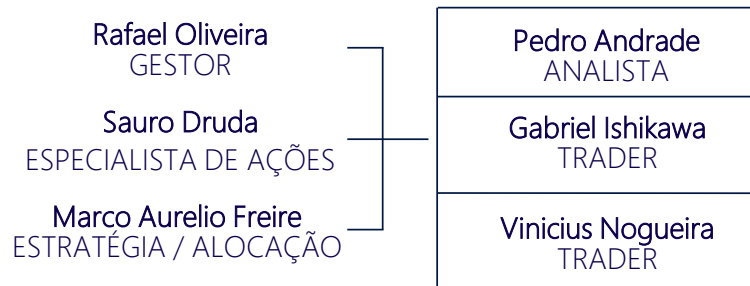 Rafael Oliveira
GESTOR
Sauro Druda
ESPECIALISTA DE AÇÕES
Marco Aurelio Freire
ESTRATÉGIA / ALOCAÇÃO
Pedro Andrade
ANALISTA
Gabriel Ishikawa
TRADER
Vinicius Nogueira
TRADER